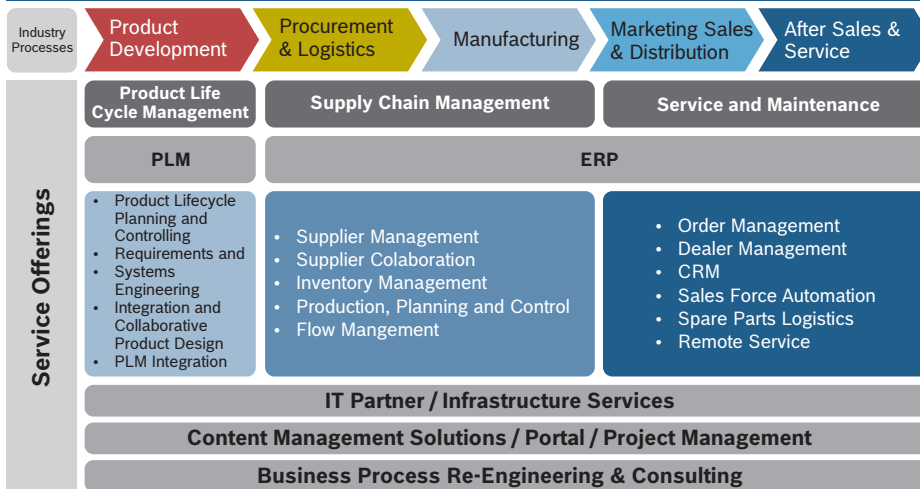 Industry
Processes
Product
Development
Procurement
& Logistics
Manufacturing
Marketing Sales
& Distribution
After Sales &
Service
Service Offerings
Product Life
Cycle Management
Supply Chain Management
Service and Maintenance
PLM
ERP
• Product Lifecycle
Planning and
Controlling
• Requirements and
• Systems
Engineering
• Integration and
Collaborative
Product Design
• PLM Integration
• Supplier Management
• Supplier Colaboration
• Inventory Management
• Production, Planning and Control
• Flow Mangement
• Order Management
• Dealer Management
• CRM
• Sales Force Automation
• Spare Parts Logistics
• Remote Service
IT Partner / Infrastructure Services
Content Management Solutions / Portal / Project Management
Business Process Re-Engineering & Consulting